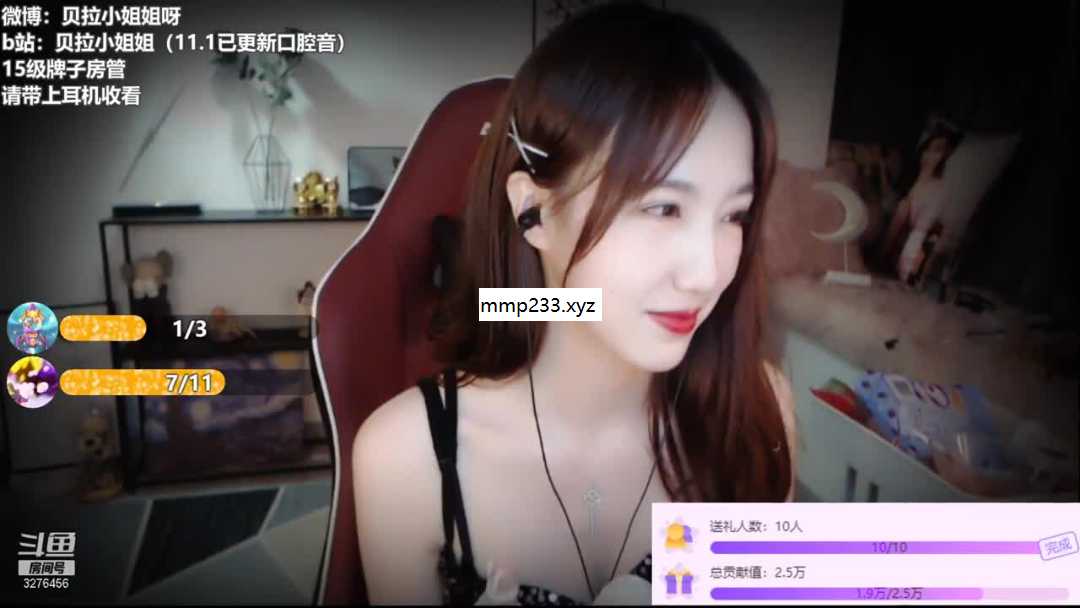 微博：贝拉小姐姐呀
b站：贝拉小姐姐（11.1已更新口腔音）
15级牌子房管
请带上耳机收看
mmp233.xyz
1/3
7/11
斗鱼
房间号
3276456
送礼人数：10人
10/10
完成
总贡献值：2.5万
1.9万/2.5万